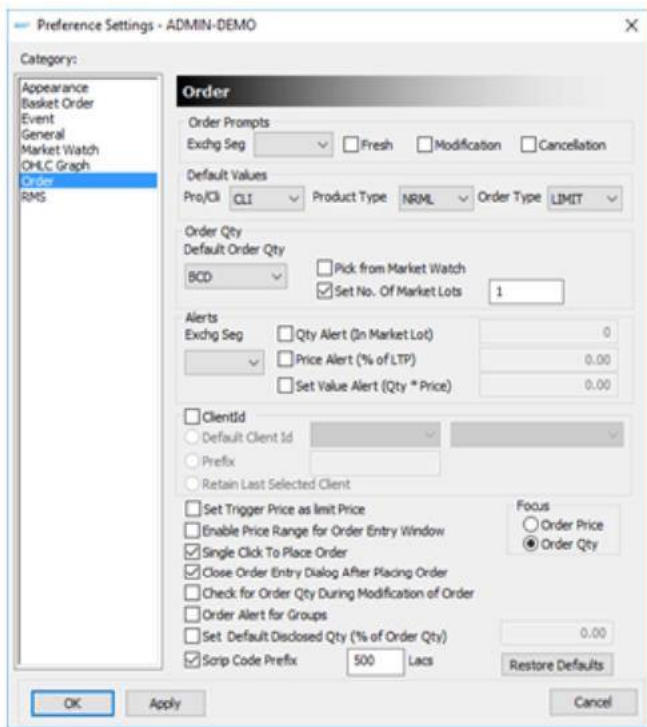 Preference Settings - ADMIN-DEMO
Category:
Appearance
Basket Order
Event
General
Market Watch
OHLC Graph
Order
RMS
Order
Order Prompts
Exchg Seg Fresh Modification Cancellation
Default Values
Pro/Cli CLI Product Type NRML Order Type LIMIT
Order Qty
Default Order Qty
BCD Pick from Market Watch
Set No. Of Market Lots 1
Alerts
Exchg Seg Qty Alert (In Market Lot) 0
Price Alert (% of LTP) 0.00
Set Value Alert (Qty * Price) 0.00
ClientId
Default Client Id
Prefix
Retain Last Selected Client
Set Trigger Price as limit Price
Enable Price Range for Order Entry Window
Single Click To Place Order
Close Order Entry Dialog After Placing Order
Check for Order Qty During Modification of Order
Order Alert for Groups
Set Default Disclosed Qty (% of Order Qty) 0.00
Scrip Code Prefix 500 Lacs
Focus
Order Price
Order Qty
Restore Defaults
OK Apply Cancel